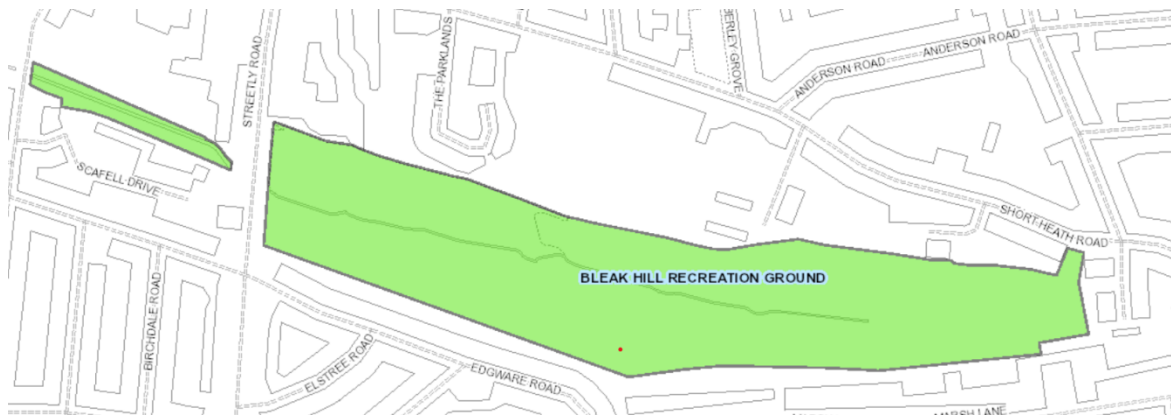 STREETLY ROAD
THE PARKLANDS
ANDERSON ROAD
ANDERSON ROAD
SCAFELL DRIVE
SHORT HEATH ROAD
BLEAK HILL RECREATION GROUND
BIRCHDALE ROAD
ELSTREE ROAD
EDGWARE ROAD
MARSH LANE